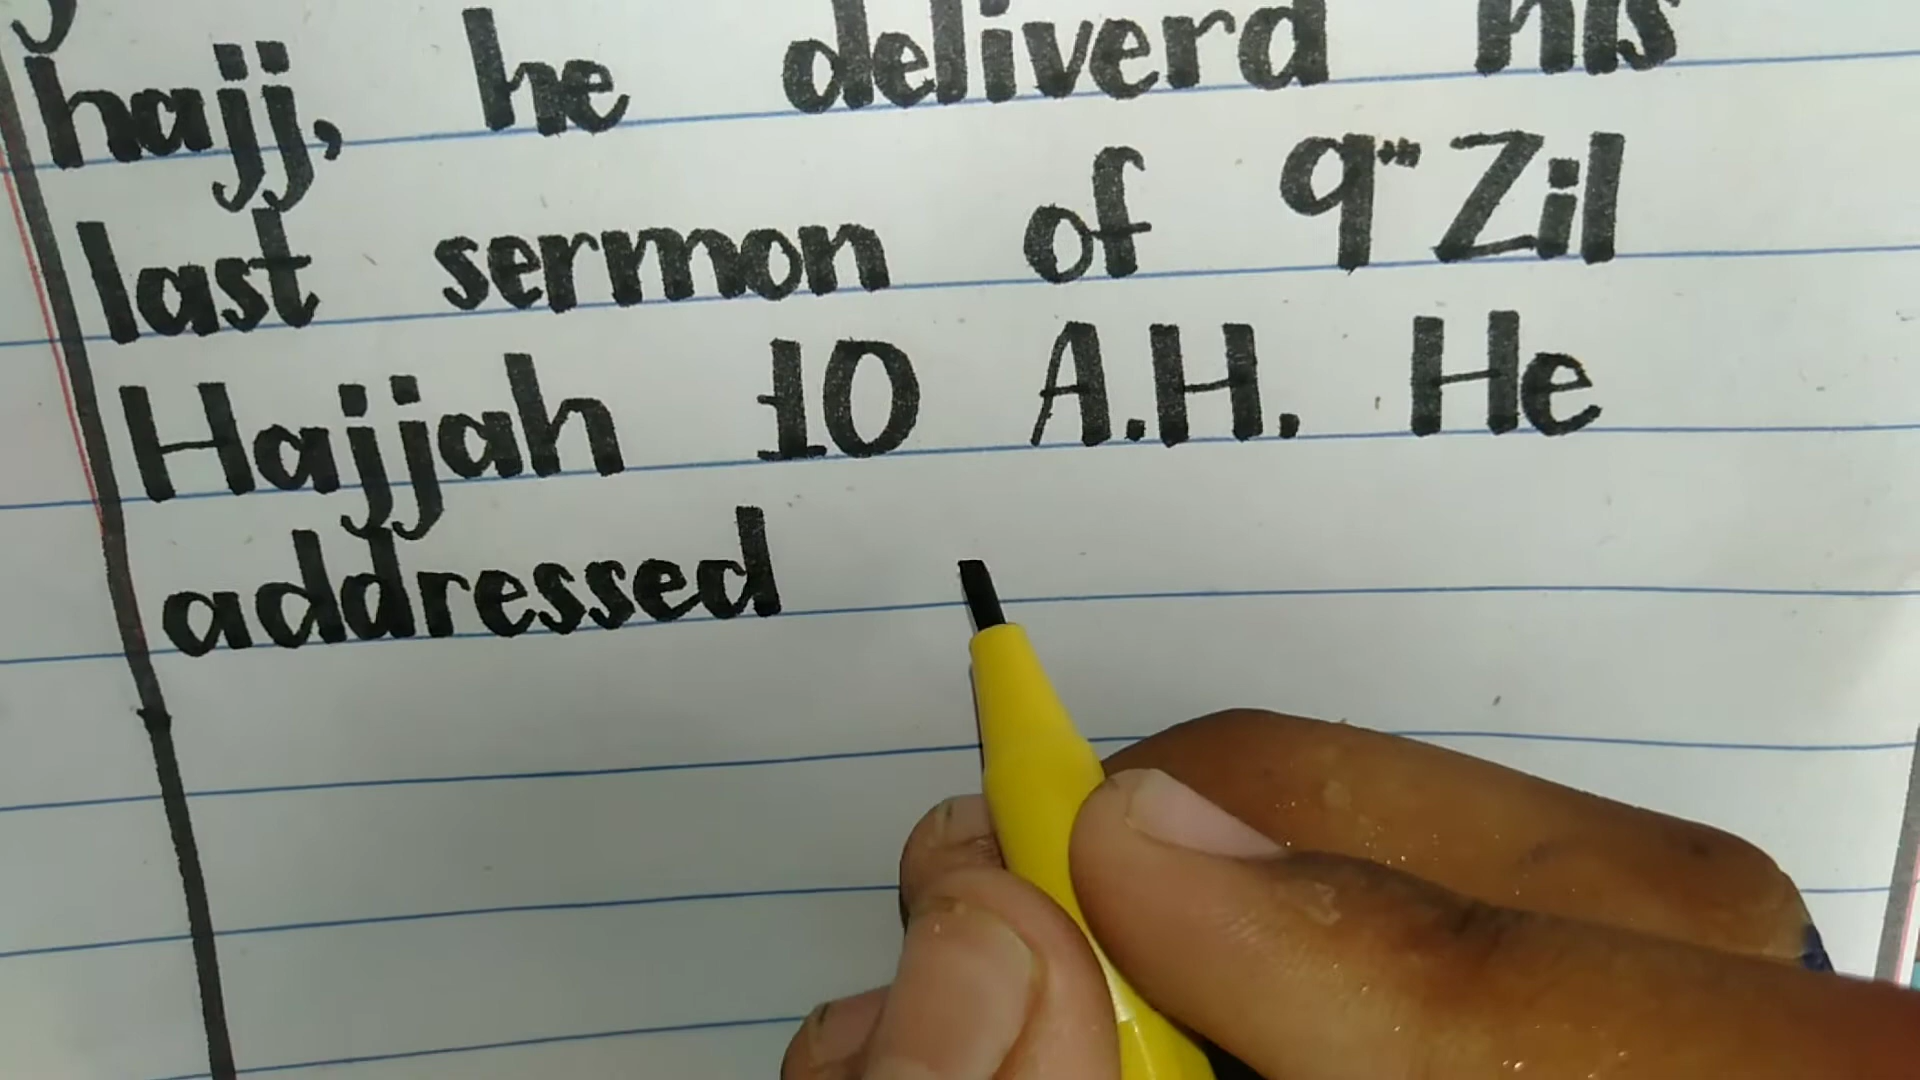 hajj, he deliverd his
last sermon of 9th Zil
Hajjah 10 A.H. He
addressed